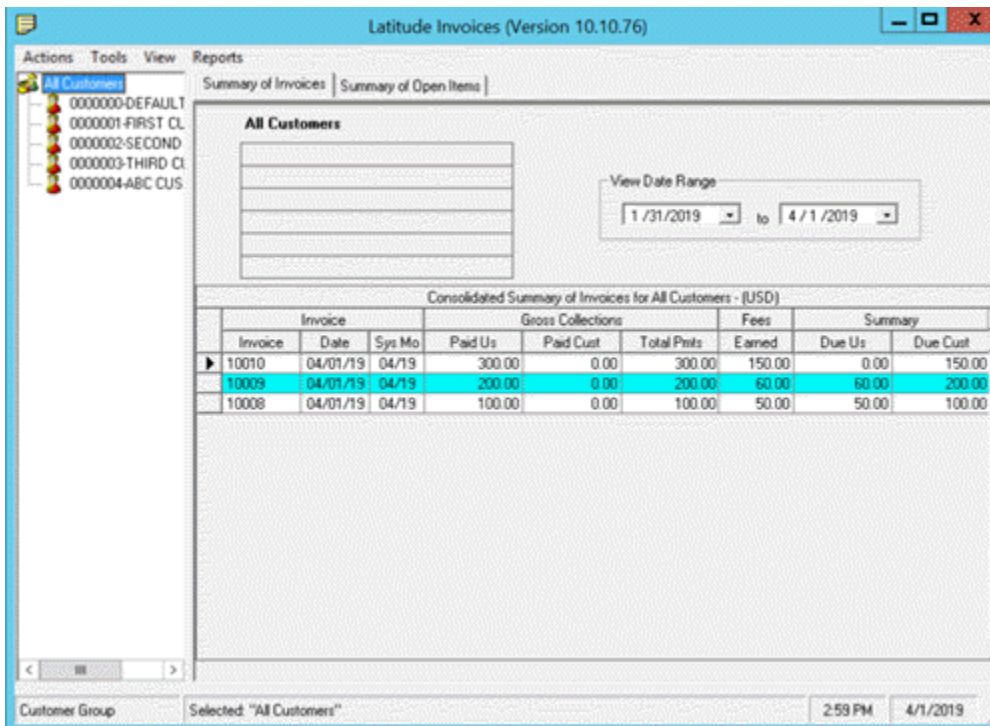 Latitude Invoices (Version 10.10.76)
Actions Tools View Reports
All Customers
0000000-DEFAULT
0000001-FIRST CL
0000002-SECOND
0000003-THIRD CU
0000004-ABC CUS
Summary of Invoices Summary of Open Items
All Customers
View Date Range
1 /31/2019 to 4 / 1 /2019
Consolidated Summary of Invoices for All Customers - (USD)
Invoice Gross Collections Fees Summary
Invoice Date Sys Mo Paid Us Paid Cust Total Pmts Earned Due Us Due Cust
10010 04/01/19 04/19 300.00 0.00 300.00 150.00 0.00 150.00
10009 04/01/19 04/19 200.00 0.00 200.00 60.00 60.00 200.00
10008 04/01/19 04/19 100.00 0.00 100.00 50.00 50.00 100.00
Customer Group Selected: "All Customers" 2:59 PM 4/1/2019